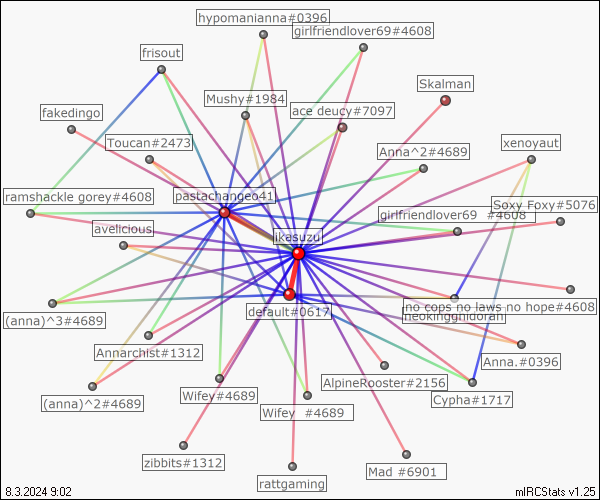 hypomanianna#0396
girlfriendlover69#4608
frisout
Skalman
Mushy#1984
ace deucy#7097
fakedingo
Toucan#2473
Anna^2#4689
xenoyaut
ramshackle gorey#4608
pastachangeo41
Soxy Foxy#5076
girlfriendlover69 #4608
avelicious
ikesuzu
no cops no laws no hope#4608
default#0617
neokingghidorah
(anna)^3#4689
Annarchist#1312
Anna.#0396
AlpineRooster#2156
Wifey#4689
(anna)^2#4689
Wifey #4689
Cypha#1717
zibbits#1312
Mad #6901
rattgaming
8.3.2024 9:02
mIRCStats v1.25